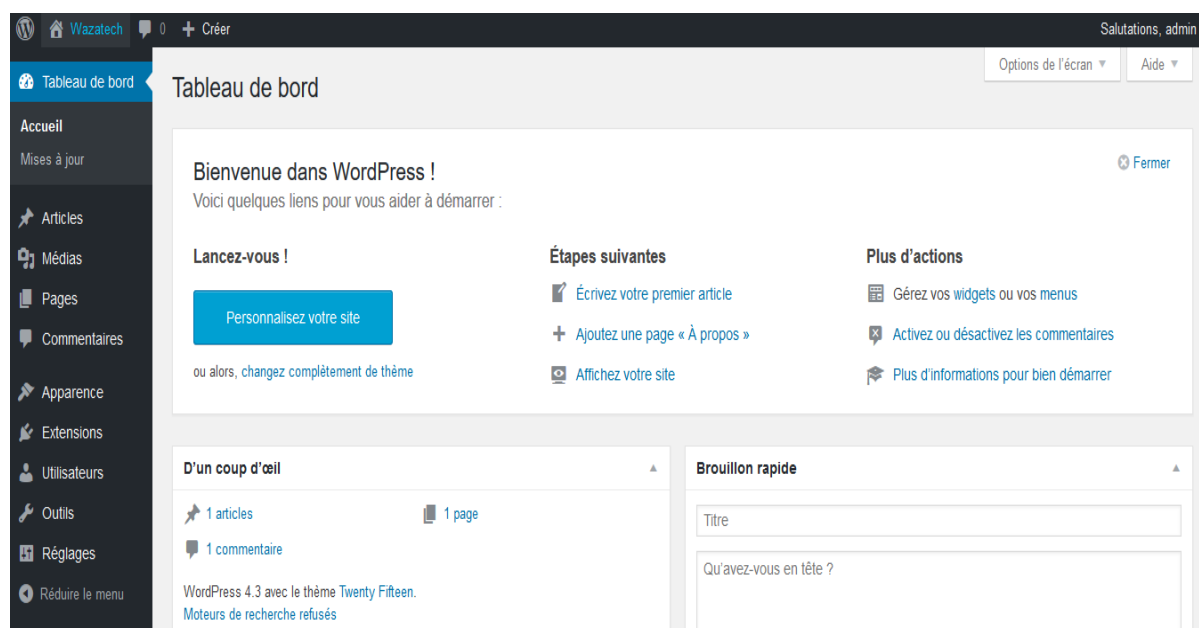 Wazatech 0 Créer
Salutations, admin
Tableau de bord
Accueil
Mises à jour
Articles
Médias
Pages
Commentaires
Apparence
Extensions
Utilisateurs
Outils
Réglages
Réduire le menu
Options de l'écran
Aide
Tableau de bord
Bienvenue dans WordPress !
Fermer
Voici quelques liens pour vous aider à démarrer :
Lancez-vous !
Personnalisez votre site
ou alors, changez complètement de thème
Étapes suivantes
Écrivez votre premier article
Ajoutez une page « À propos »
Affichez votre site
Plus d'actions
Gérez vos widgets ou vos menus
Activez ou désactivez les commentaires
Plus d'informations pour bien démarrer
D'un coup d'œil
1 articles
1 page
1 commentaire
WordPress 4.3 avec le thème Twenty Fifteen.
Moteurs de recherche refusés
Brouillon rapide
Titre
Qu'avez-vous en tête ?